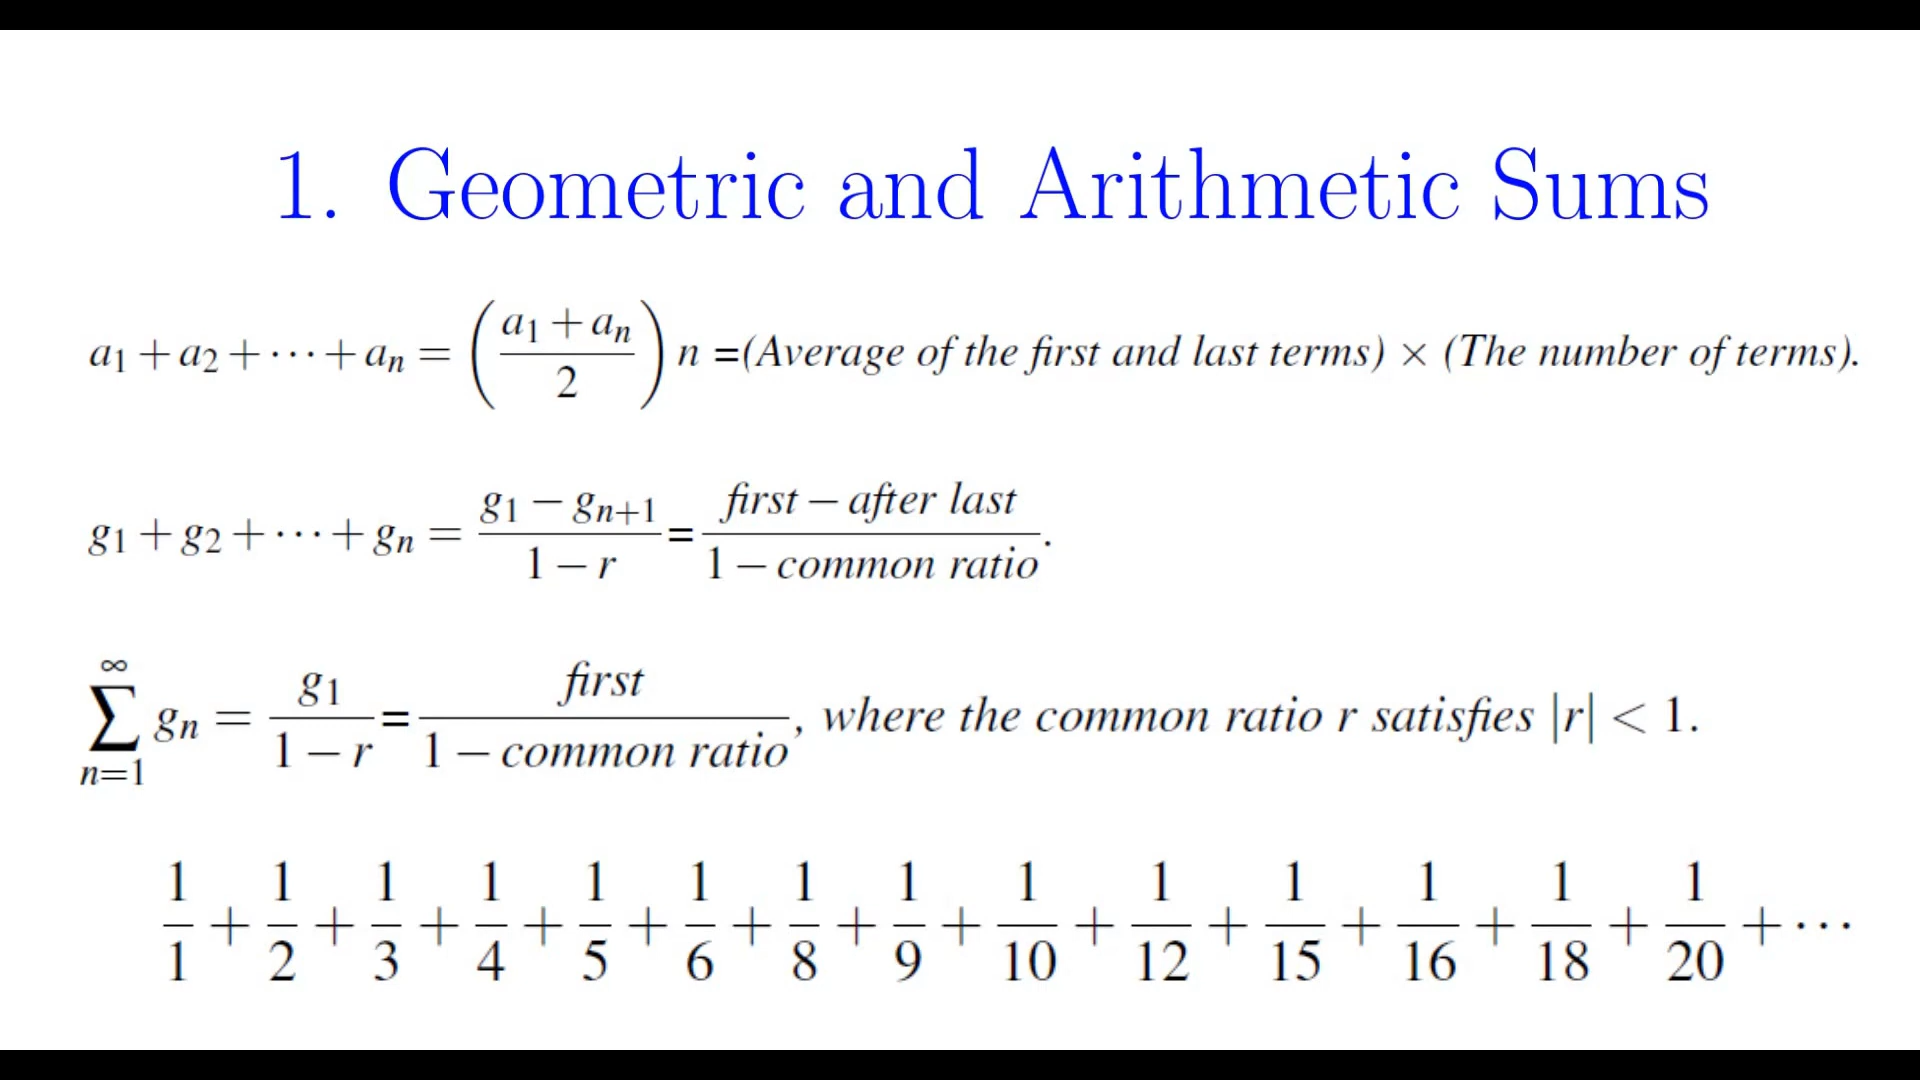 1. Geometric and Arithmetic Sums
a₁ + a₂ + ⋯ + aₙ = ( (a₁ + aₙ) / 2 ) n =(Average of the first and last terms) × (The number of terms).
g₁ + g₂ + ⋯ + gₙ = (g₁ − gₙ₊₁) / (1 − r) = (first − after last) / (1 − common ratio).
∑_{n=1}^{∞} gₙ = g₁ / (1 − r) = first / (1 − common ratio), where the common ratio r satisfies |r| < 1.
1/1 + 1/2 + 1/3 + 1/4 + 1/5 + 1/6 + 1/8 + 1/9 + 1/10 + 1/12 + 1/15 + 1/16 + 1/18 + 1/20 + ⋯